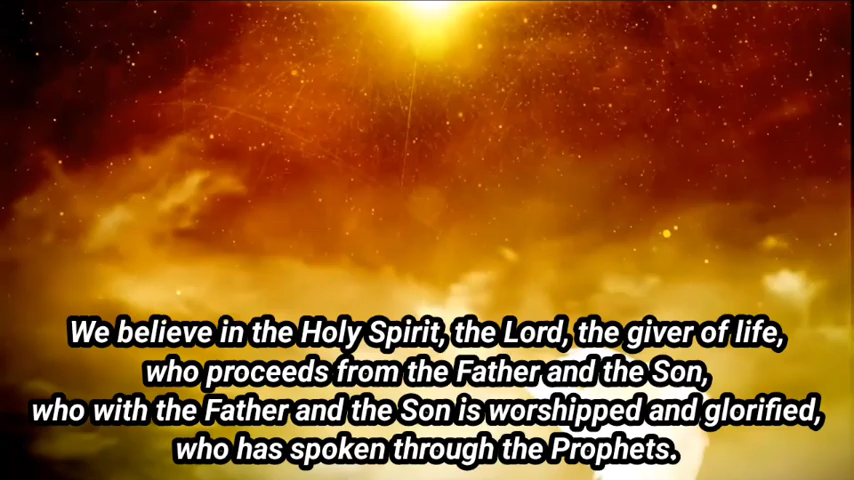 We believe in the Holy Spirit, the Lord, the giver of life,
who proceeds from the Father and the Son,
who with the Father and the Son is worshipped and glorified,
who has spoken through the Prophets.